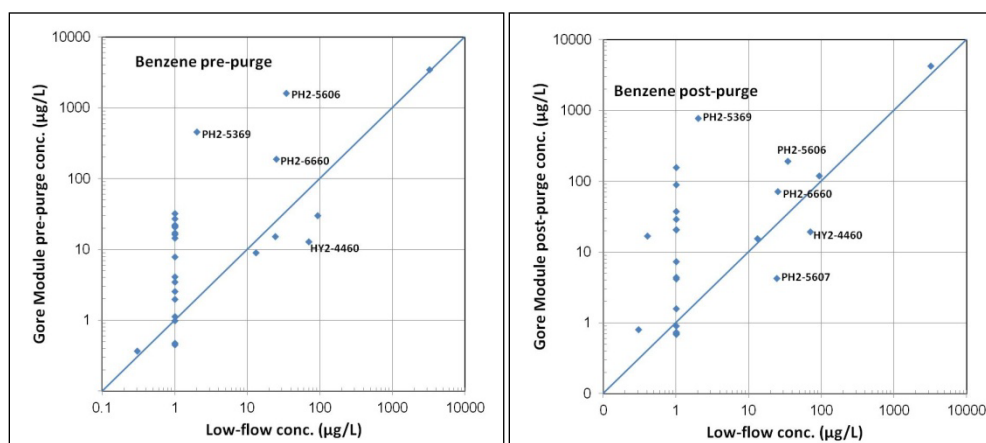 Benzene pre-purge
Gore Module pre-purge conc. (µg/L)
10000
1000
100
10
1
PH2-5606
PH2-5369
PH2-6660
HY2-4460
0.1 1 10 100 1000 10000
Low-flow conc. (µg/L)
Benzene post-purge
Gore Module post-purge conc. (µg/L)
10000
1000
100
10
1
0
PH2-5369
PH2-5606
PH2-6660
HY2-4460
PH2-5607
0 1 10 100 1000 10000
Low-flow conc. (µg/L)